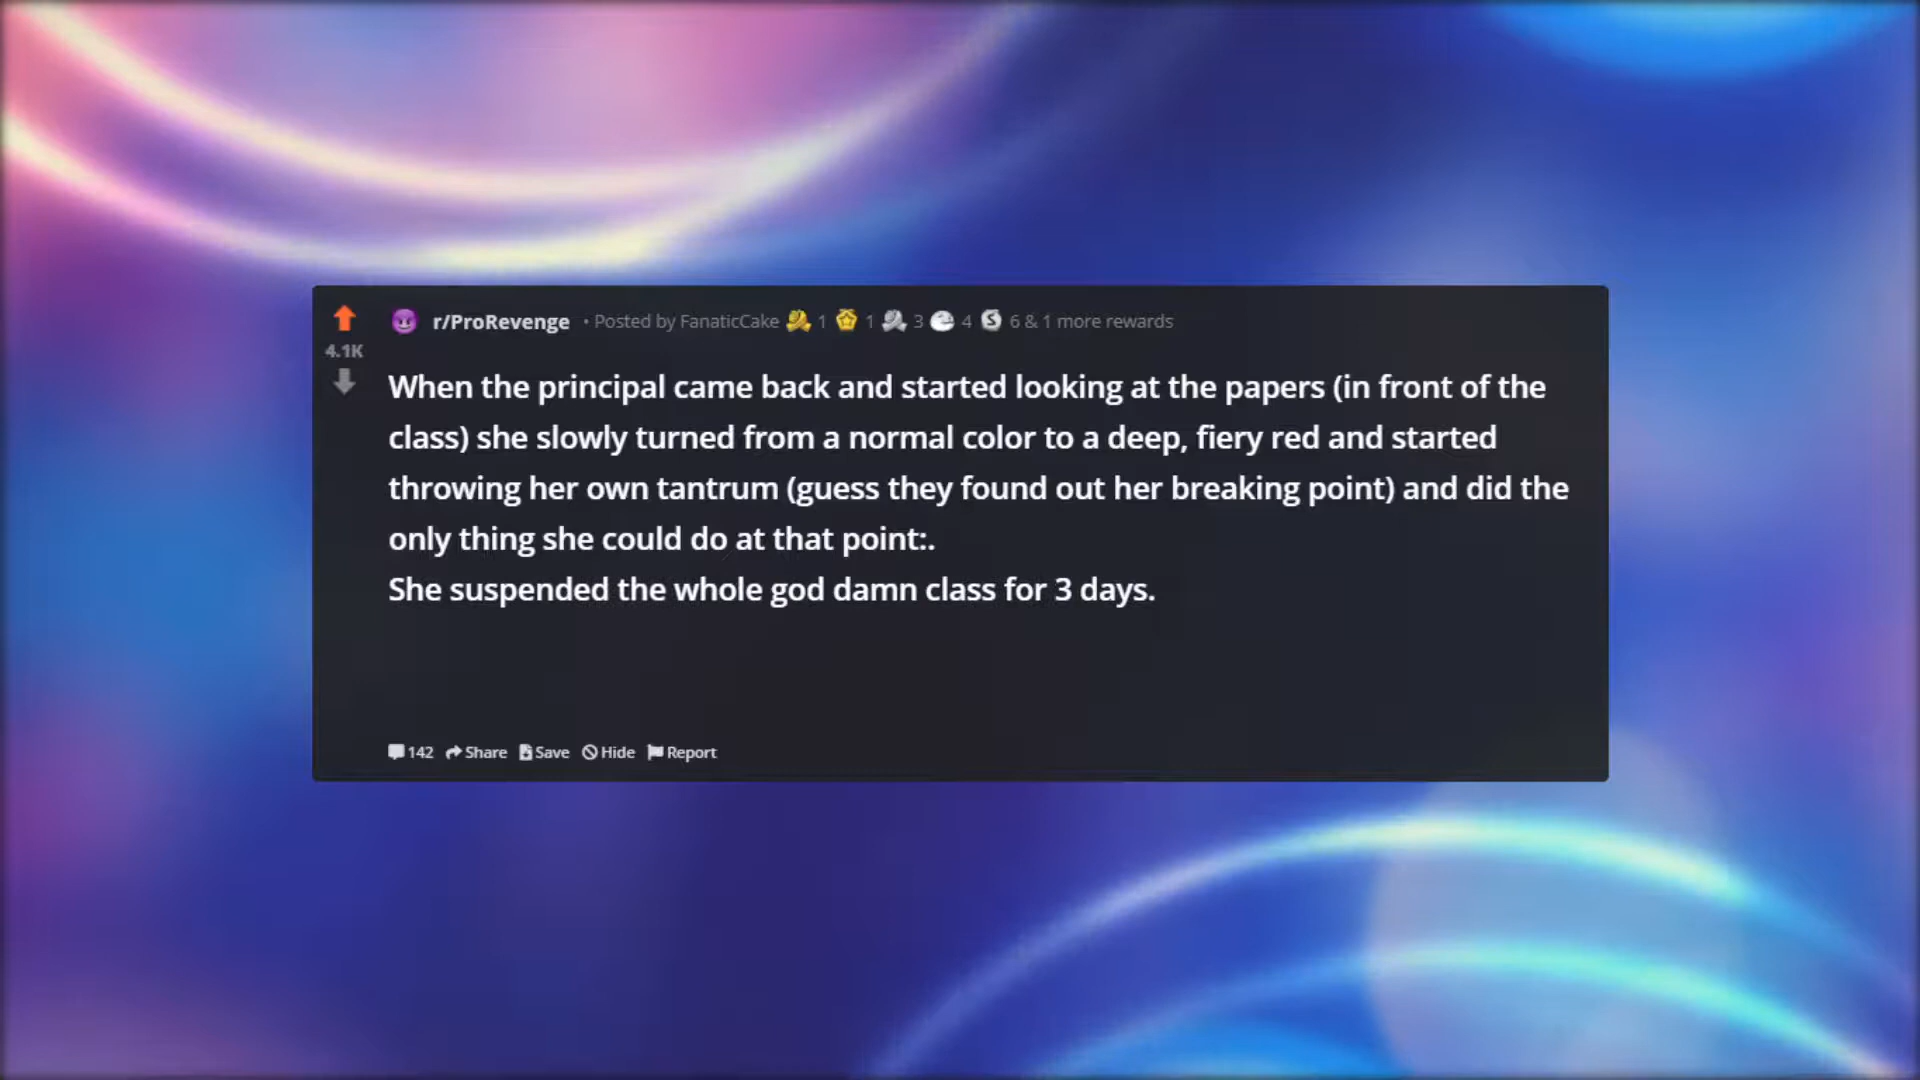 r/ProRevenge • Posted by FanaticCake 1 1 3 4 6 & 1 more rewards
4.1K
When the principal came back and started looking at the papers (in front of the
class) she slowly turned from a normal color to a deep, fiery red and started
throwing her own tantrum (guess they found out her breaking point) and did the
only thing she could do at that point:.
She suspended the whole god damn class for 3 days.
142 Share Save Hide Report